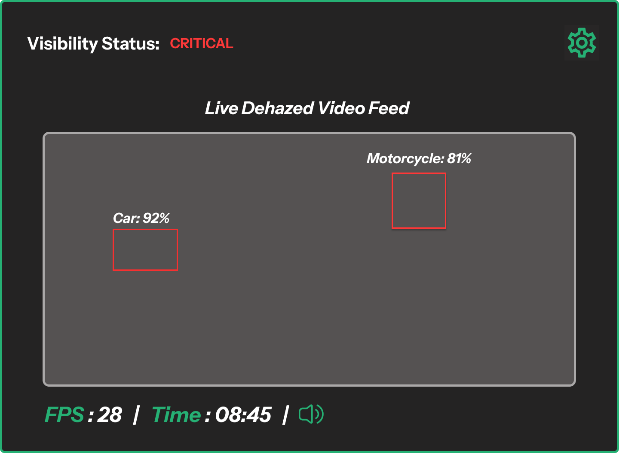 Visibility Status: CRITICAL
Live Dehazed Video Feed
Motorcycle: 81%
Car: 92%
FPS : 28 | Time : 08:45 |